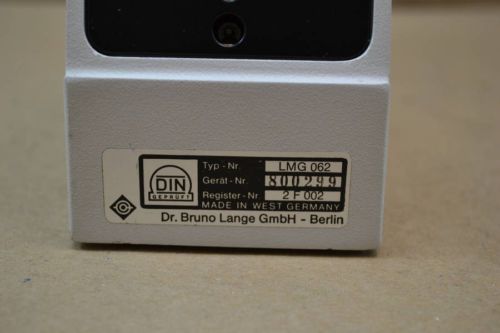 DIN
GEPRÜFT
Typ - Nr. LMG 062
Gerät - Nr. 800299
Register - Nr. 2 F 002
MADE IN WEST GERMANY
Dr. Bruno Lange GmbH - Berlin